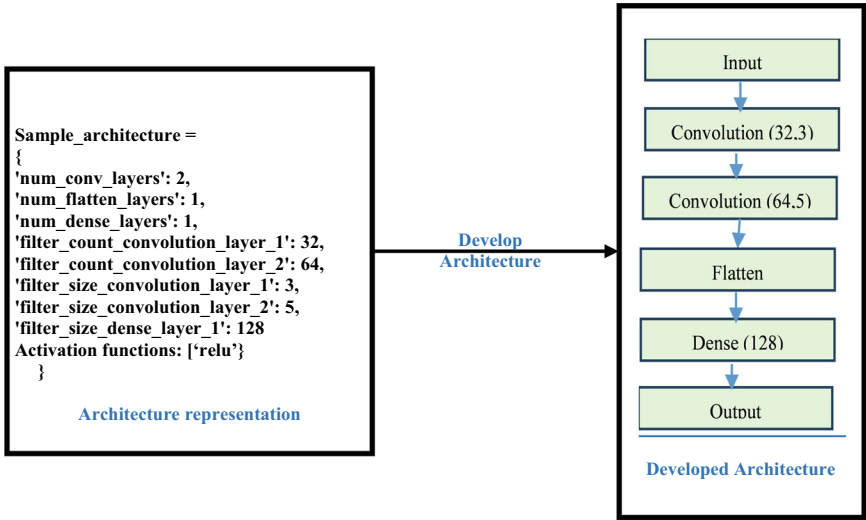 Sample_architecture =
{
'num_conv_layers': 2,
'num_flatten_layers': 1,
'num_dense_layers': 1,
'filter_count_convolution_layer_1': 32,
'filter_count_convolution_layer_2': 64,
'filter_size_convolution_layer_1': 3,
'filter_size_convolution_layer_2': 5,
'filter_size_dense_layer_1': 128
Activation functions: [‘relu’}
}
Architecture representation
Develop
Architecture
Input
Convolution (32,3)
Convolution (64,5)
Flatten
Dense (128)
Output
Developed Architecture